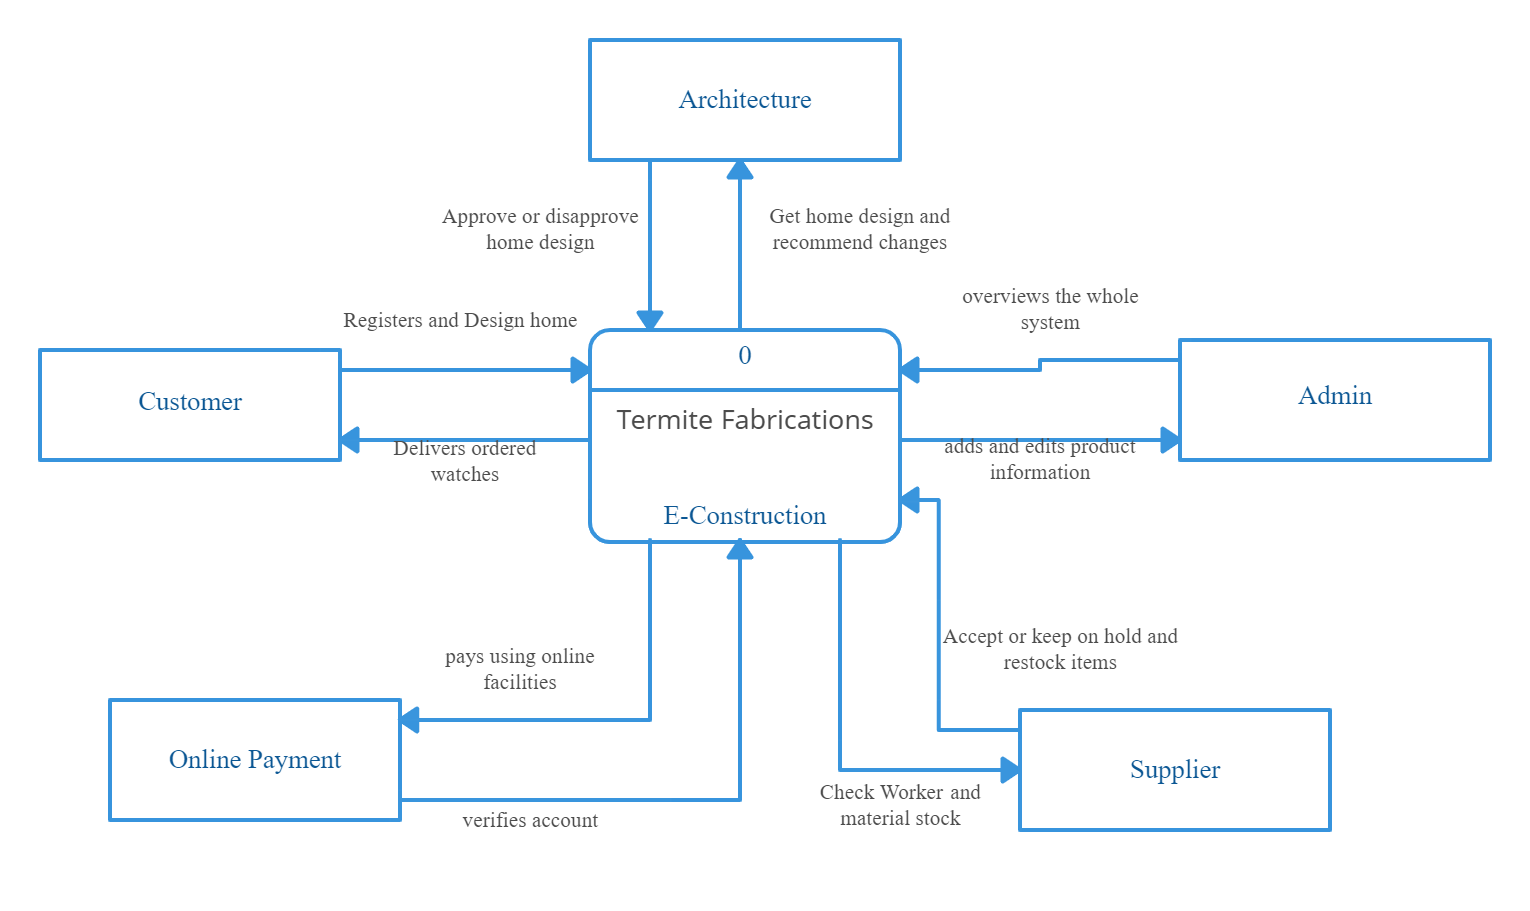 Architecture
Approve or disapprove
home design
Get home design and
recommend changes
overviews the whole
system
Registers and Design home
0
Customer
Termite Fabrications
Admin
Delivers ordered
watches
adds and edits product
information
E-Construction
Accept or keep on hold and
restock items
pays using online
facilities
Online Payment
Supplier
Check Worker and
material stock
verifies account